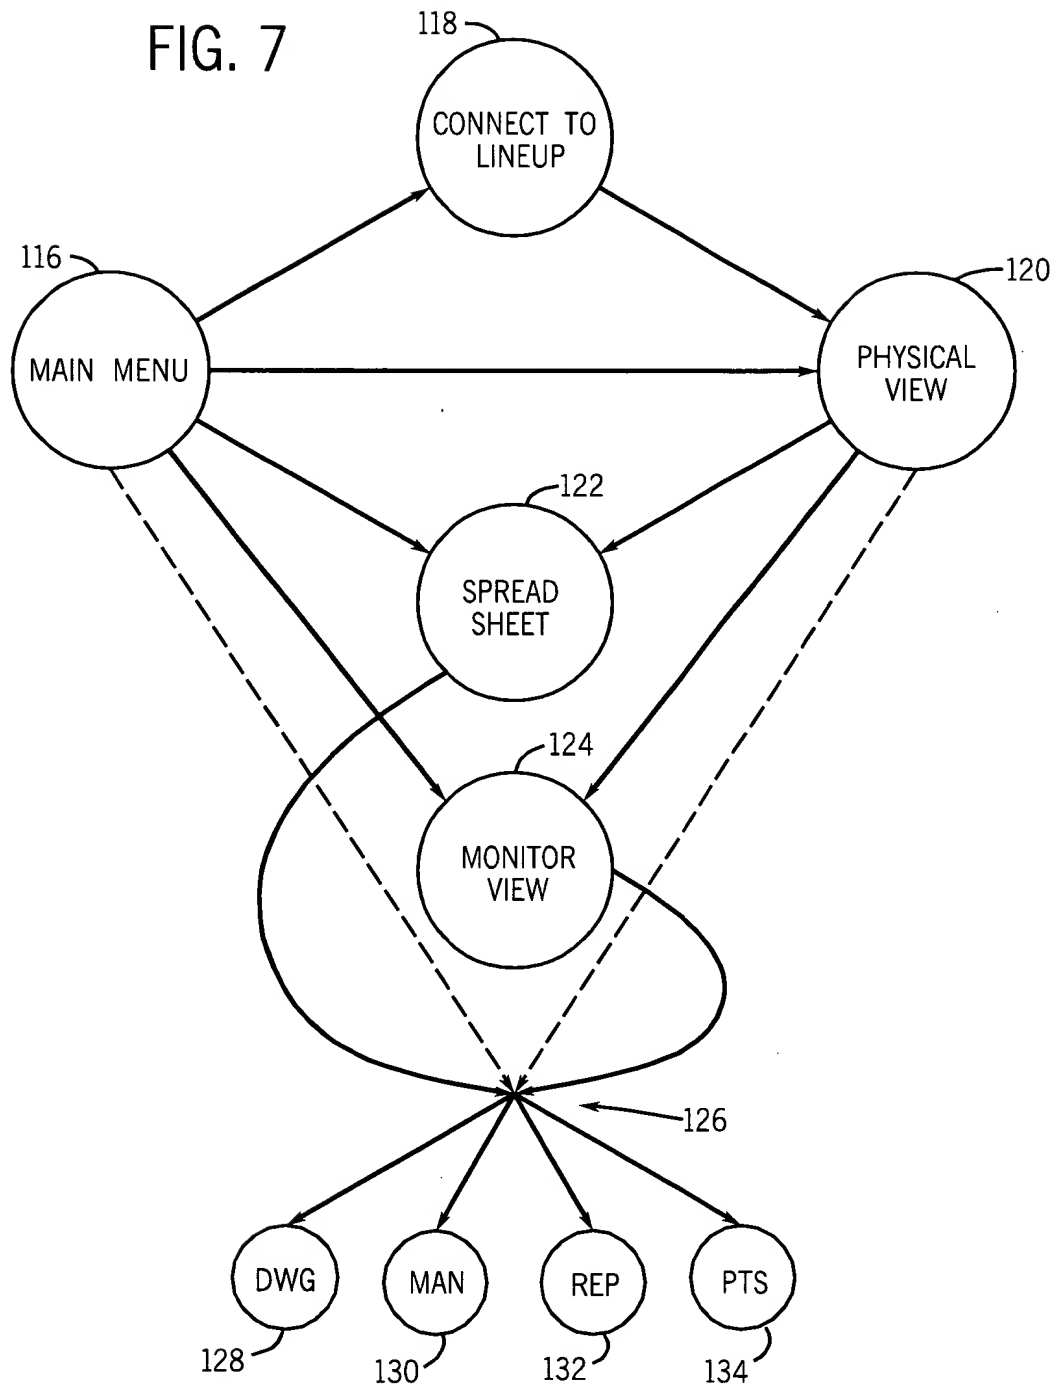 FIG. 7
118
CONNECT TO
LINEUP
116
MAIN MENU
120
PHYSICAL
VIEW
122
SPREAD
SHEET
124
MONITOR
VIEW
126
DWG
MAN
REP
PTS
128
130
132
134